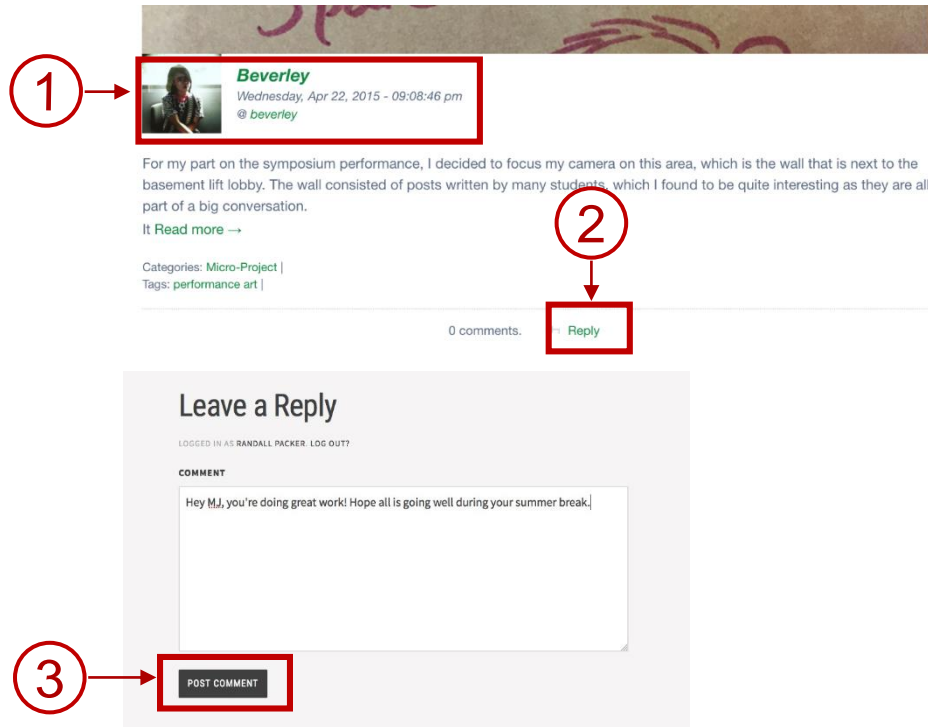 1
Beverley
Wednesday, Apr 22, 2015 - 09:08:46 pm
@ beverley
For my part on the symposium performance, I decided to focus my camera on this area, which is the wall that is next to the
basement lift lobby. The wall consisted of posts written by many students, which I found to be quite interesting as they are all
part of a big conversation.
It Read more →
2
Categories: Micro-Project |
Tags: performance art |
0 comments.
Reply
Leave a Reply
LOGGED IN AS RANDALL PACKER. LOG OUT?
COMMENT
Hey MJ, you're doing great work! Hope all is going well during your summer break.
3
POST COMMENT